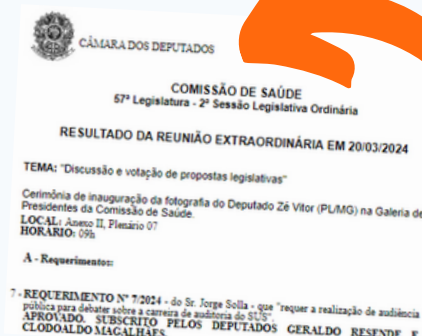 CÂMARA DOS DEPUTADOS
COMISSÃO DE SAÚDE
57ª Legislatura - 2ª Sessão Legislativa Ordinária
RESULTADO DA REUNIÃO EXTRAORDINÁRIA EM 20/03/2024
TEMA: "Discussão e votação de propostas legislativas"
Cerimônia de inauguração da fotografia do Deputado Zé Vitor (PL/MG) na Galeria de
Presidentes da Comissão de Saúde.
LOCAL: Anexo II, Plenário 07
HORÁRIO: 09h
A - Requerimentos:
7 - REQUERIMENTO Nº 7/2024 - do Sr. Jorge Solla - que "requer a realização de audiência
pública para debater sobre a carreira de auditoria do SUS".
APROVADO. SUBSCRITO PELOS DEPUTADOS GERALDO RESENDE E
CLODOALDO MAGALHÃES.